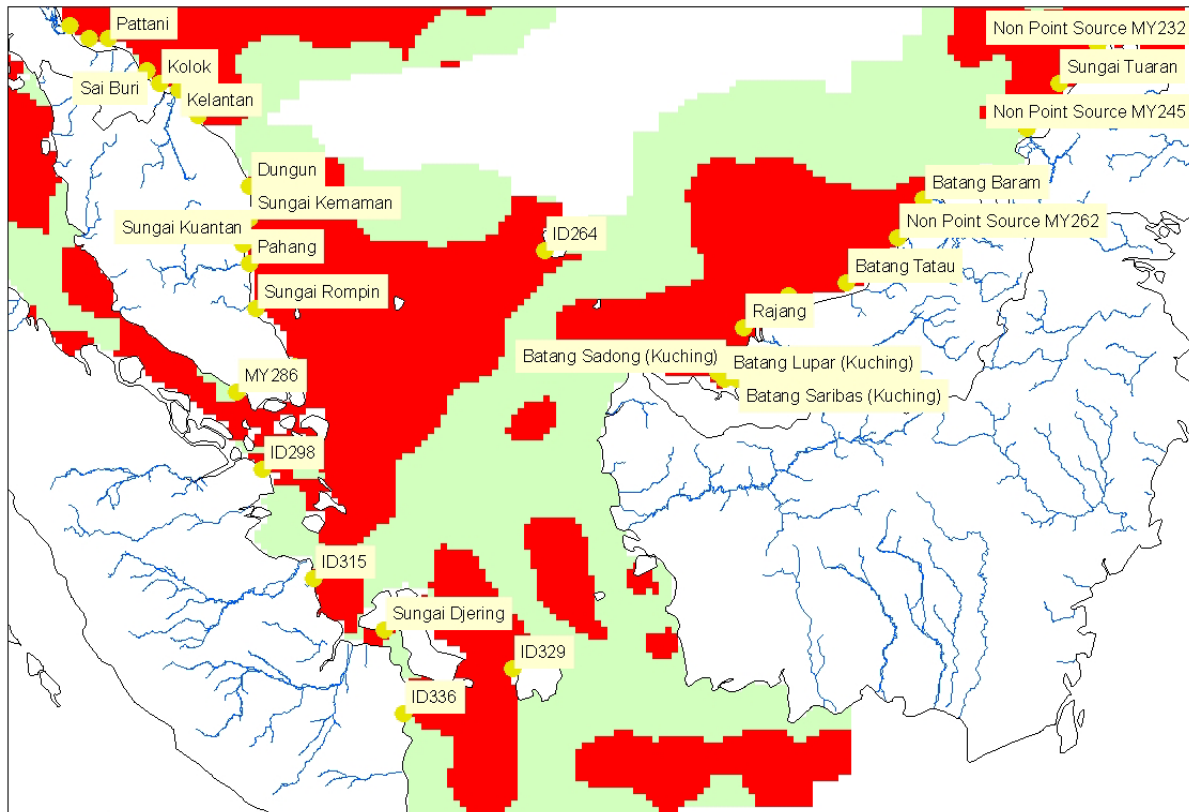 Pattani
Non Point Source MY232
Kolok
Sungai Tuaran
Sai Buri
Kelantan
Non Point Source MY245
Dungun
Batang Baram
Sungai Kemaman
Sungai Kuantan
Non Point Source MY262
ID264
Pahang
Batang Tatau
Sungai Rompin
Rajang
Batang Sadong (Kuching)
Batang Lupar (Kuching)
MY286
Batang Saribas (Kuching)
ID298
ID315
Sungai Djering
ID329
ID336